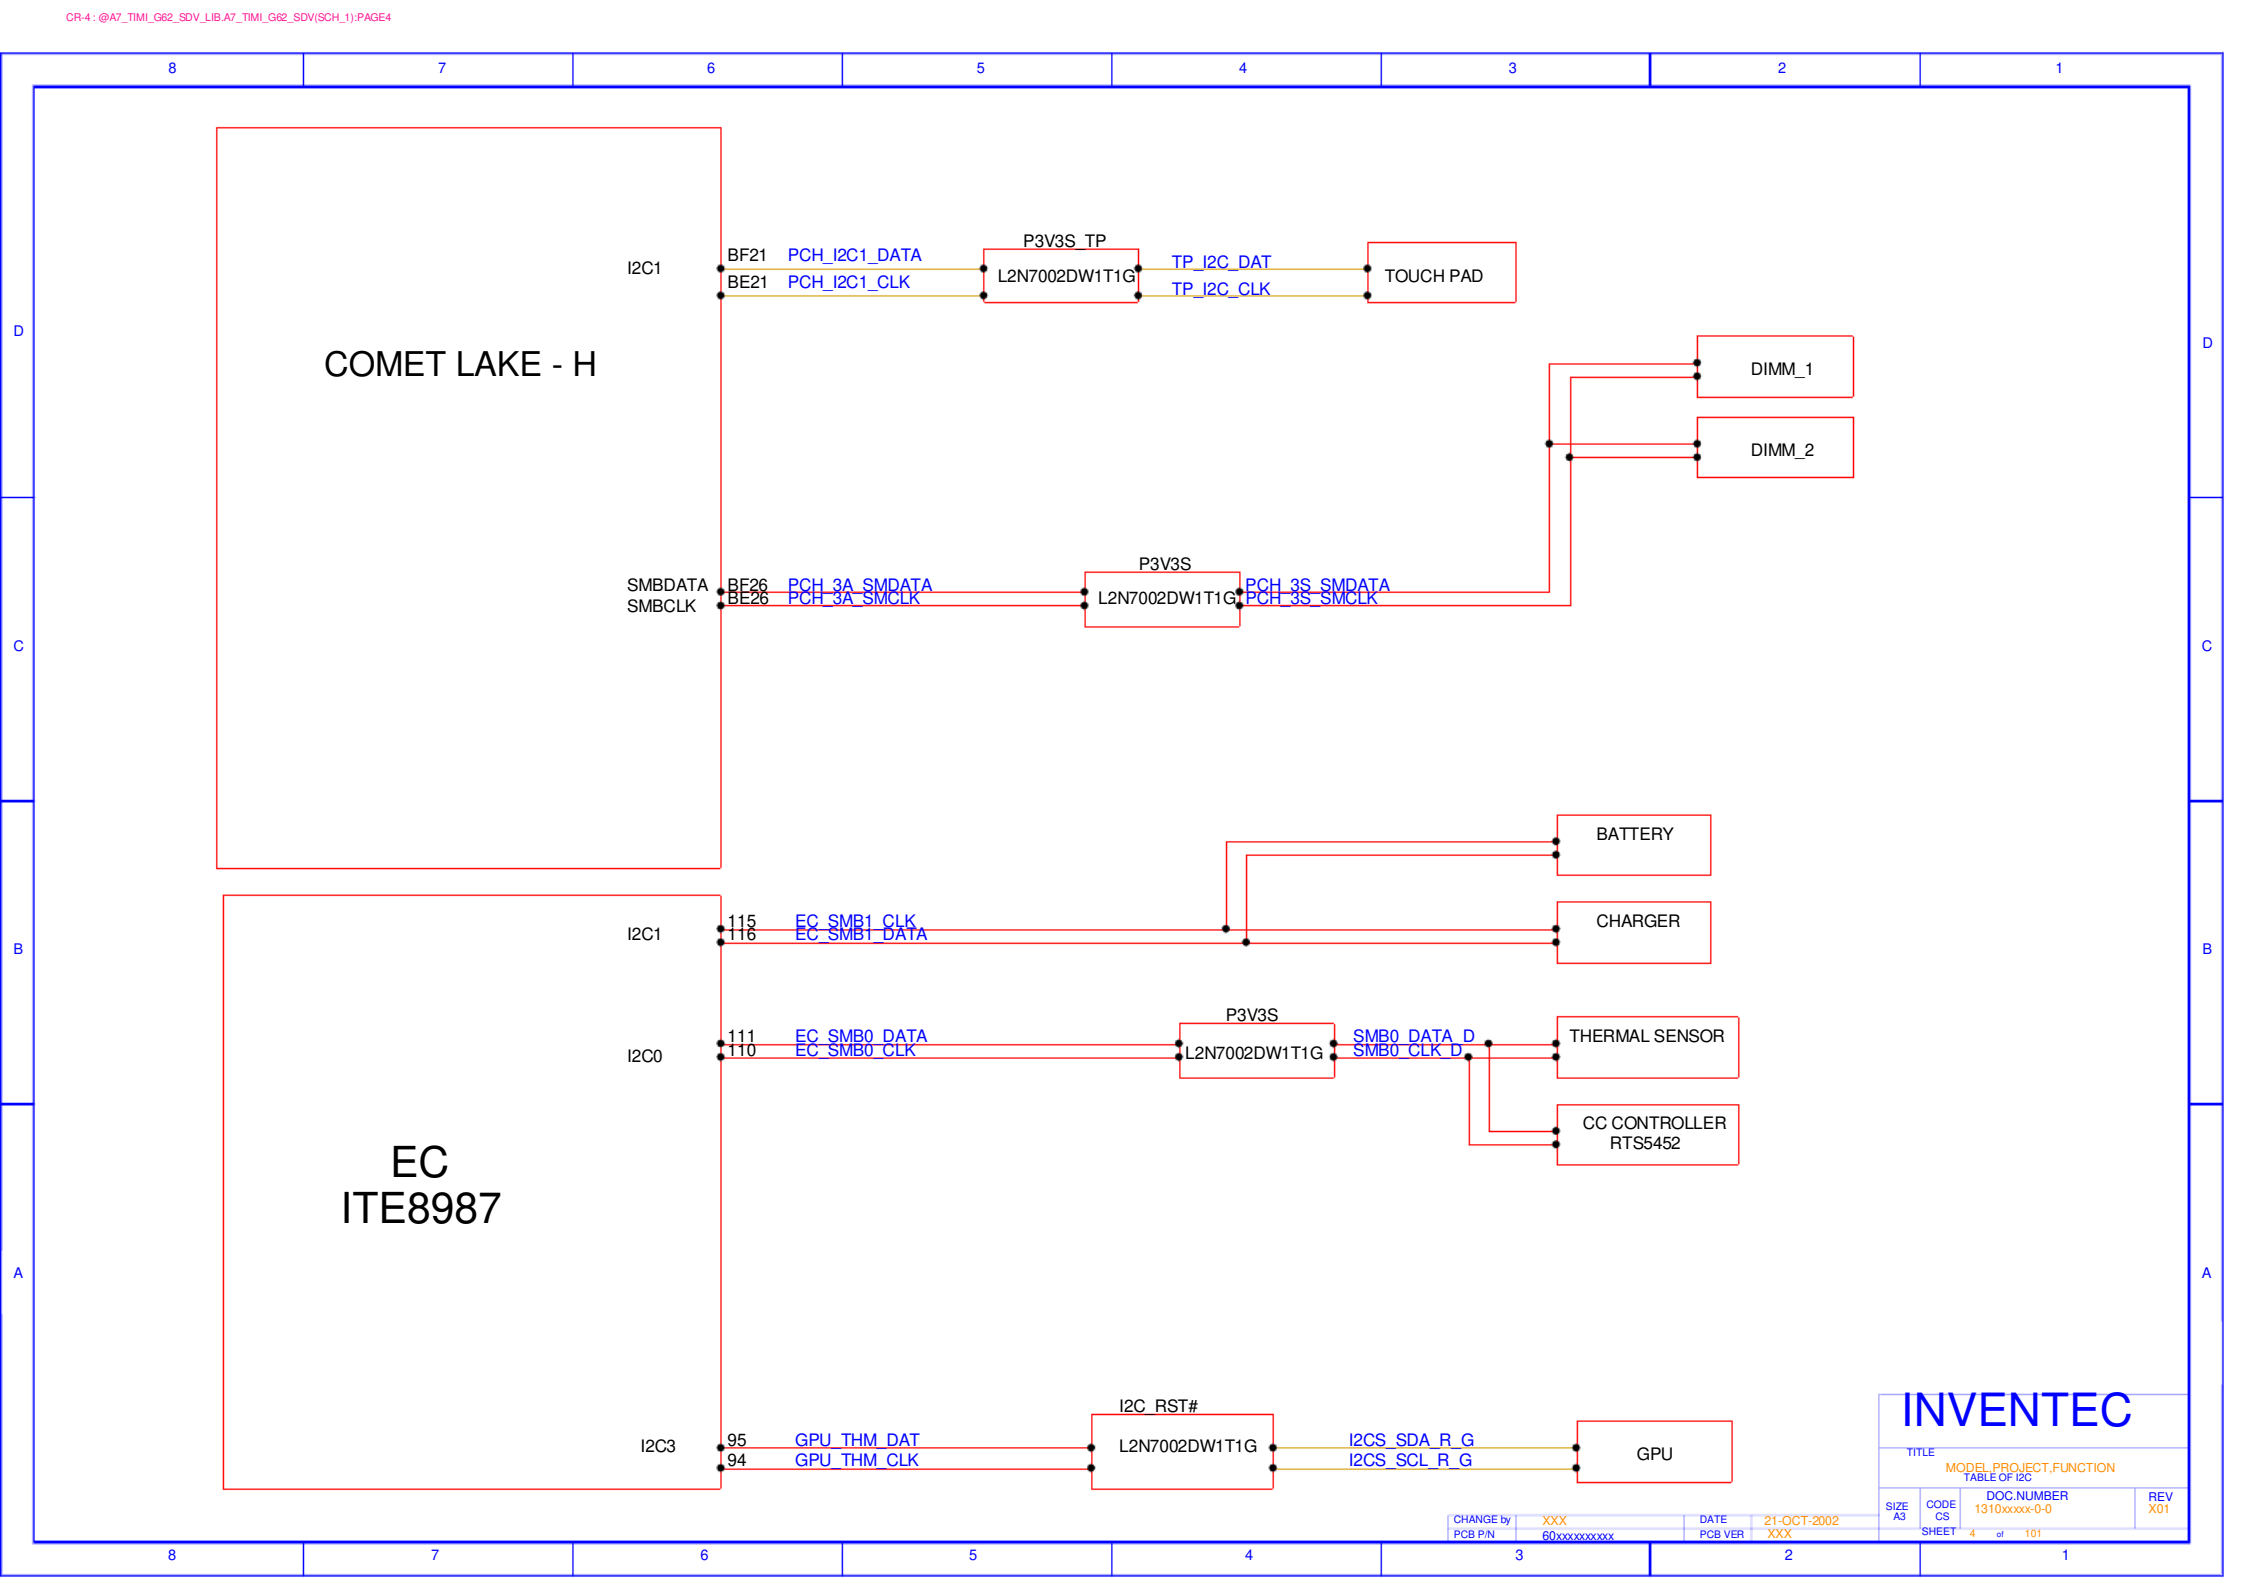 CR-4 : @A7_TIMI_G62_SDV_LIB.A7_TIMI_G62_SDV(SCH_1):PAGE4
8 7 6 5 4 3 2 1
P3V3S_TP
I2C1 BF21 PCH_I2C1_DATA L2N7002DW1T1G TP_I2C_DAT TOUCH PAD
BE21 PCH_I2C1_CLK TP_I2C_CLK
D D
COMET LAKE - H
DIMM_1
DIMM_2
P3V3S
SMBDATA BF26 PCH_3A_SMDATA L2N7002DW1T1G PCH_3S_SMDATA
SMBCLK BE26 PCH_3A_SMCLK PCH_3S_SMCLK
C C
BATTERY
I2C1 115 EC_SMB1_CLK CHARGER
116 EC_SMB1_DATA
B B
P3V3S
111 EC_SMB0_DATA L2N7002DW1T1G SMB0_DATA_D THERMAL SENSOR
I2C0 110 EC_SMB0_CLK SMB0_CLK_D
CC CONTROLLER
RTS5452
EC
ITE8987
A A
I2C_RST#
I2C3 95 GPU_THM_DAT L2N7002DW1T1G I2CS_SDA_R_G GPU
94 GPU_THM_CLK I2CS_SCL_R_G
INVENTEC
TITLE
MODEL,PROJECT,FUNCTION
TABLE OF I2C
SIZE CODE DOC.NUMBER REV
A3 CS 1310xxxxx-0-0 X01
CHANGE by XXX DATE 21-OCT-2002
PCB P/N 60xxxxxxxxxx PCB VER XXX SHEET 4 of 101
8 7 6 5 4 3 2 1